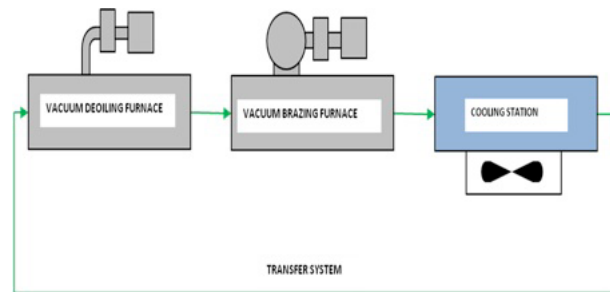 VACUUM DEOILING FURNACE
VACUUM BRAZING FURNACE
COOLING STATION
TRANSFER SYSTEM